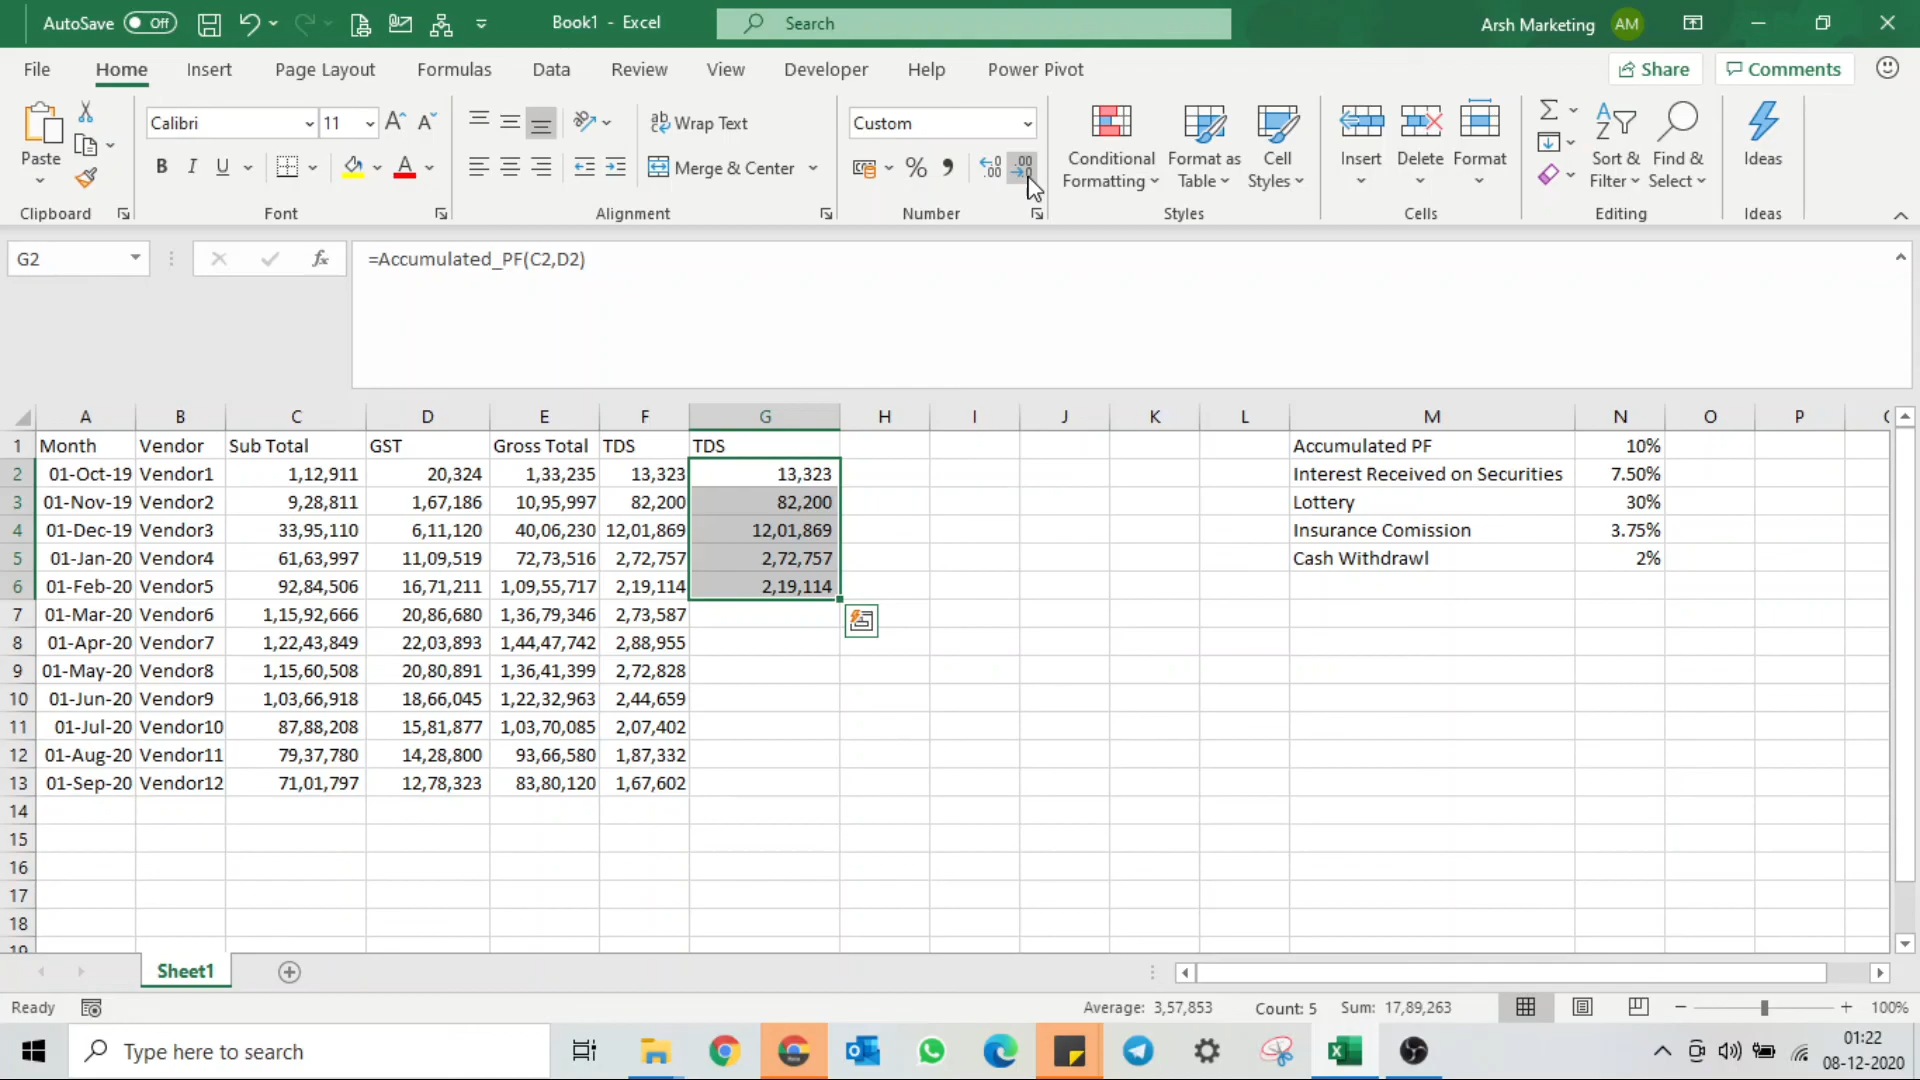 AutoSave Off Book1 - Excel Search Arsh Marketing AM
File Home Insert Page Layout Formulas Data Review View Developer Help Power Pivot Share Comments
Calibri 11 Wrap Text Custom
Paste B I U Merge & Center % Conditional Formatting Format as Table Cell Styles Insert Delete Format Sort & Filter Find & Select Ideas
Clipboard Font Alignment Number Styles Cells Editing Ideas
G2 fx =Accumulated_PF(C2,D2)
A B C D E F G H I J K L M N O P
1 Month Vendor Sub Total GST Gross Total TDS TDS Accumulated PF 10%
2 01-Oct-19 Vendor1 1,12,911 20,324 1,33,235 13,323 13,323 Interest Received on Securities 7.50%
3 01-Nov-19 Vendor2 9,28,811 1,67,186 10,95,997 82,200 82,200 Lottery 30%
4 01-Dec-19 Vendor3 33,95,110 6,11,120 40,06,230 12,01,869 12,01,869 Insurance Comission 3.75%
5 01-Jan-20 Vendor4 61,63,997 11,09,519 72,73,516 2,72,757 2,72,757 Cash Withdrawl 2%
6 01-Feb-20 Vendor5 92,84,506 16,71,211 1,09,55,717 2,19,114 2,19,114
7 01-Mar-20 Vendor6 1,15,92,666 20,86,680 1,36,79,346 2,73,587
8 01-Apr-20 Vendor7 1,22,43,849 22,03,893 1,44,47,742 2,88,955
9 01-May-20 Vendor8 1,15,60,508 20,80,891 1,36,41,399 2,72,828
10 01-Jun-20 Vendor9 1,03,66,918 18,66,045 1,22,32,963 2,44,659
11 01-Jul-20 Vendor10 87,88,208 15,81,877 1,03,70,085 2,07,402
12 01-Aug-20 Vendor11 79,37,780 14,28,800 93,66,580 1,87,332
13 01-Sep-20 Vendor12 71,01,797 12,78,323 83,80,120 1,67,602
14
15
16
17
18
19
Sheet1
Ready Average: 3,57,853 Count: 5 Sum: 17,89,263 100%
Type here to search 01:22
08-12-2020